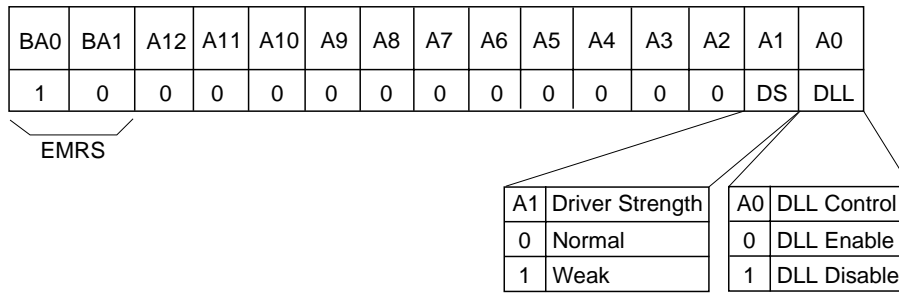 BA0 BA1 A12 A11 A10 A9 A8 A7 A6 A5 A4 A3 A2 A1 A0
1 0 0 0 0 0 0 0 0 0 0 0 0 DS DLL
EMRS
A1 Driver Strength
0 Normal
1 Weak
A0 DLL Control
0 DLL Enable
1 DLL Disable